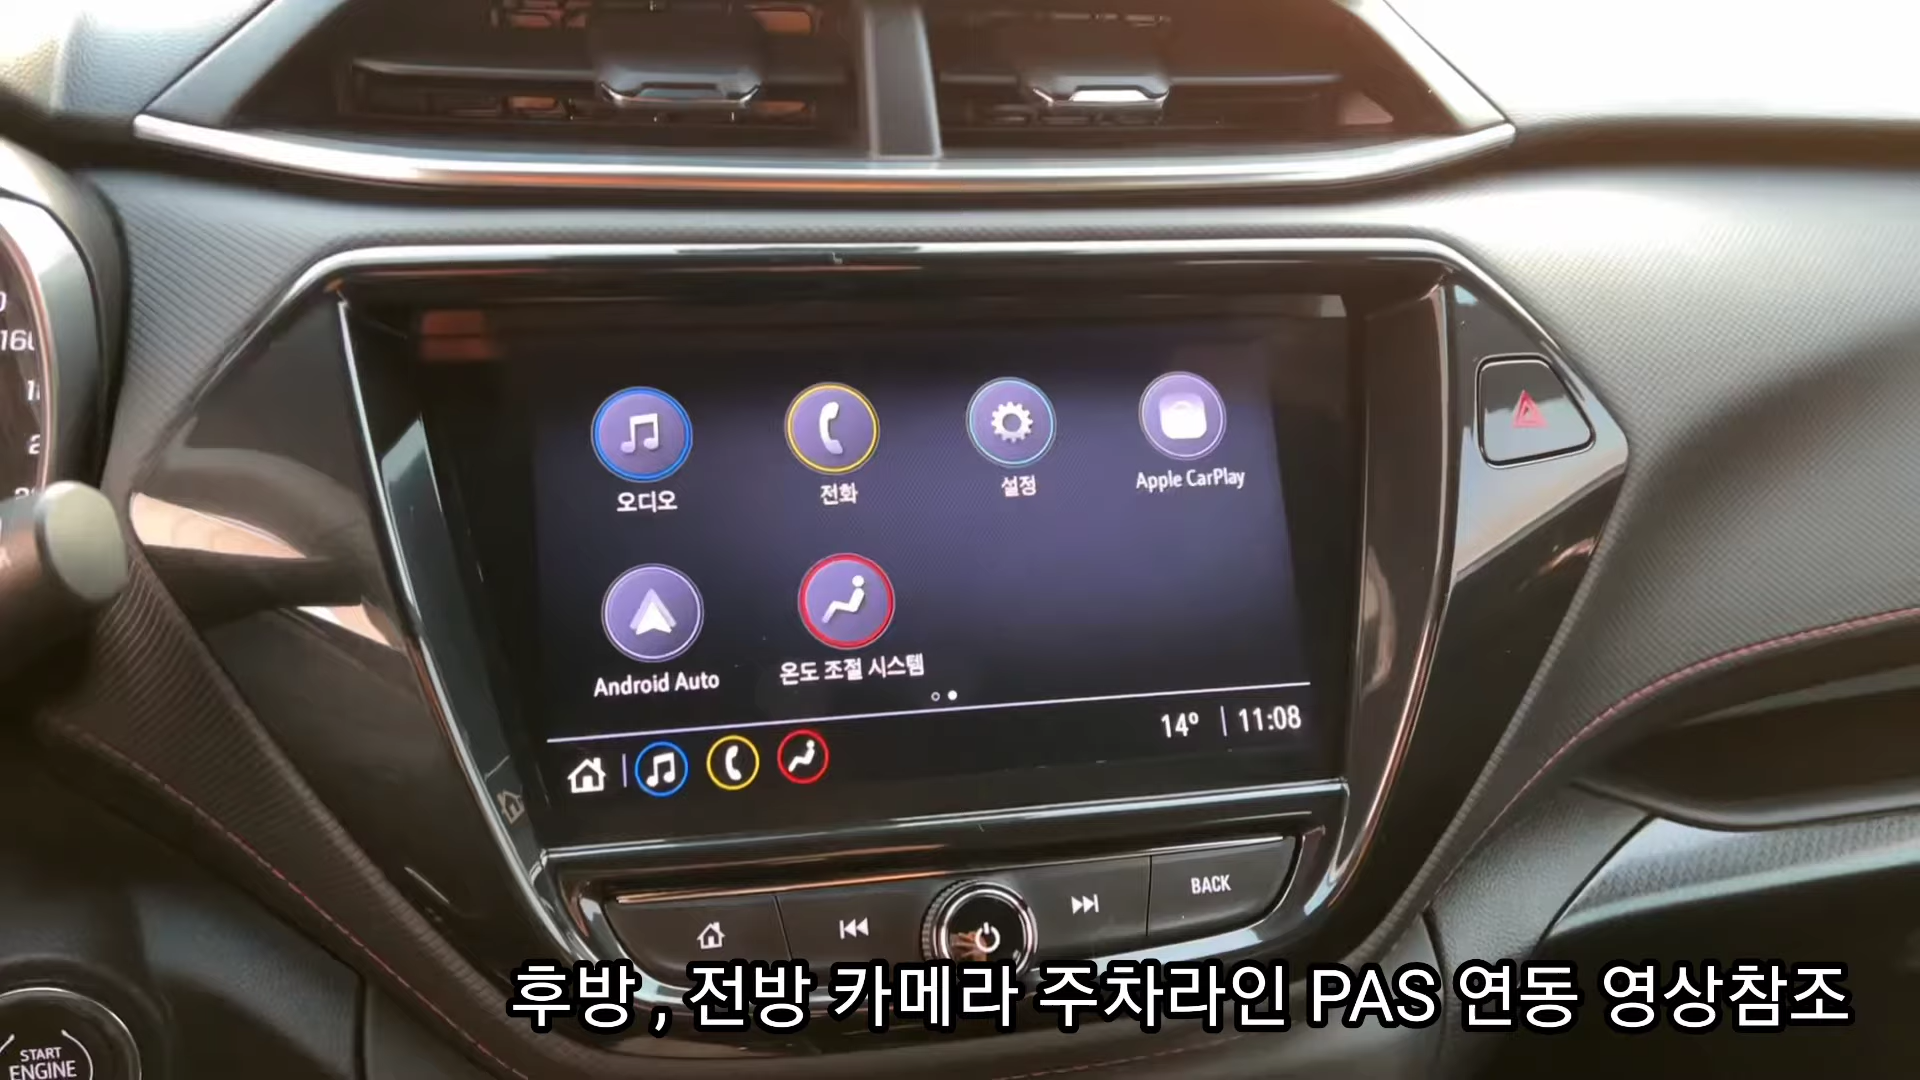 160
오디오
전화
설정
Apple CarPlay
Android Auto
온도 조절 시스템
14º
11:08
BACK
START
ENGINE
후방, 전방 카메라 주차라인 PAS 연동 영상참조